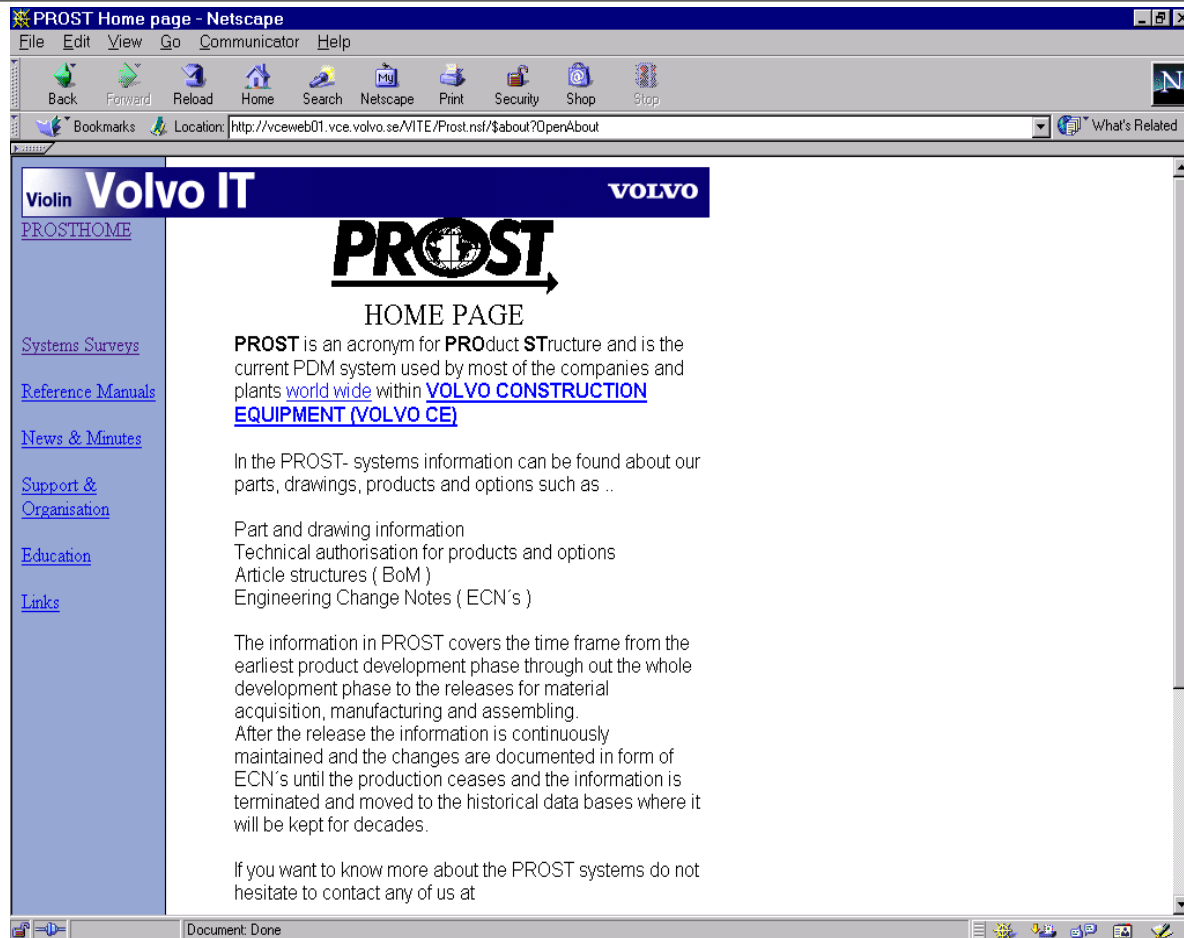 PROST Home page - Netscape
File Edit View Go Communicator Help
My
N
Back Forward Reload Home Search Netscape Print Security Shop Stop
Bookmarks Location: http://vceweb01.vce.volvo.se/VITE/Prost.nsf/$about?OpenAbout What's Related
Violin Volvo IT VOLVO
PROSTHOME
Systems Surveys
Reference Manuals
News & Minutes
Support &
Organisation
Education
Links
PROST
HOME PAGE
PROST is an acronym for PROduct STructure and is the
current PDM system used by most of the companies and
plants world wide within VOLVO CONSTRUCTION
EQUIPMENT (VOLVO CE)
In the PROST- systems information can be found about our
parts, drawings, products and options such as ..
Part and drawing information
Technical authorisation for products and options
Article structures ( BoM )
Engineering Change Notes ( ECN´s )
The information in PROST covers the time frame from the
earliest product development phase through out the whole
development phase to the releases for material
acquisition, manufacturing and assembling.
After the release the information is continuously
maintained and the changes are documented in form of
ECN´s until the production ceases and the information is
terminated and moved to the historical data bases where it
will be kept for decades.
If you want to know more about the PROST systems do not
hesitate to contact any of us at
Document: Done